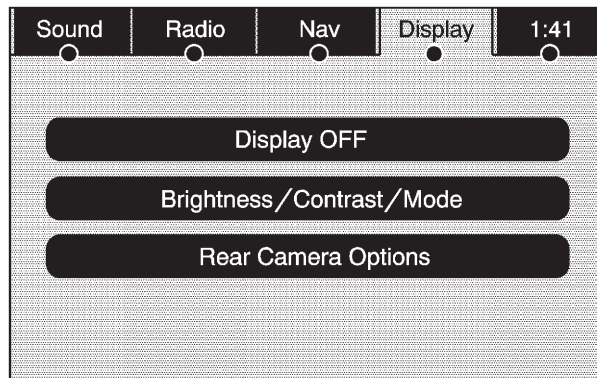 Sound Radio Nav Display 1:41
Display OFF
Brightness/Contrast/Mode
Rear Camera Options